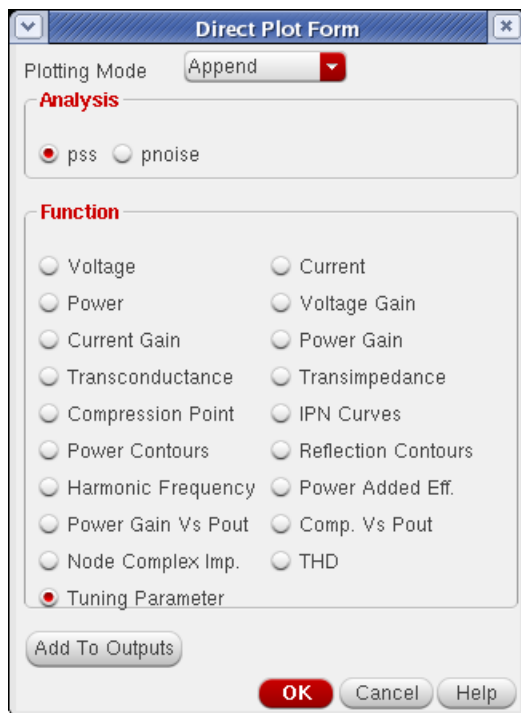 Direct Plot Form
Plotting Mode Append
Analysis
pss pnoise
Function
Voltage Current
Power Voltage Gain
Current Gain Power Gain
Transconductance Transimpedance
Compression Point IPN Curves
Power Contours Reflection Contours
Harmonic Frequency Power Added Eff.
Power Gain Vs Pout Comp. Vs Pout
Node Complex Imp. THD
Tuning Parameter
Add To Outputs
OK Cancel Help